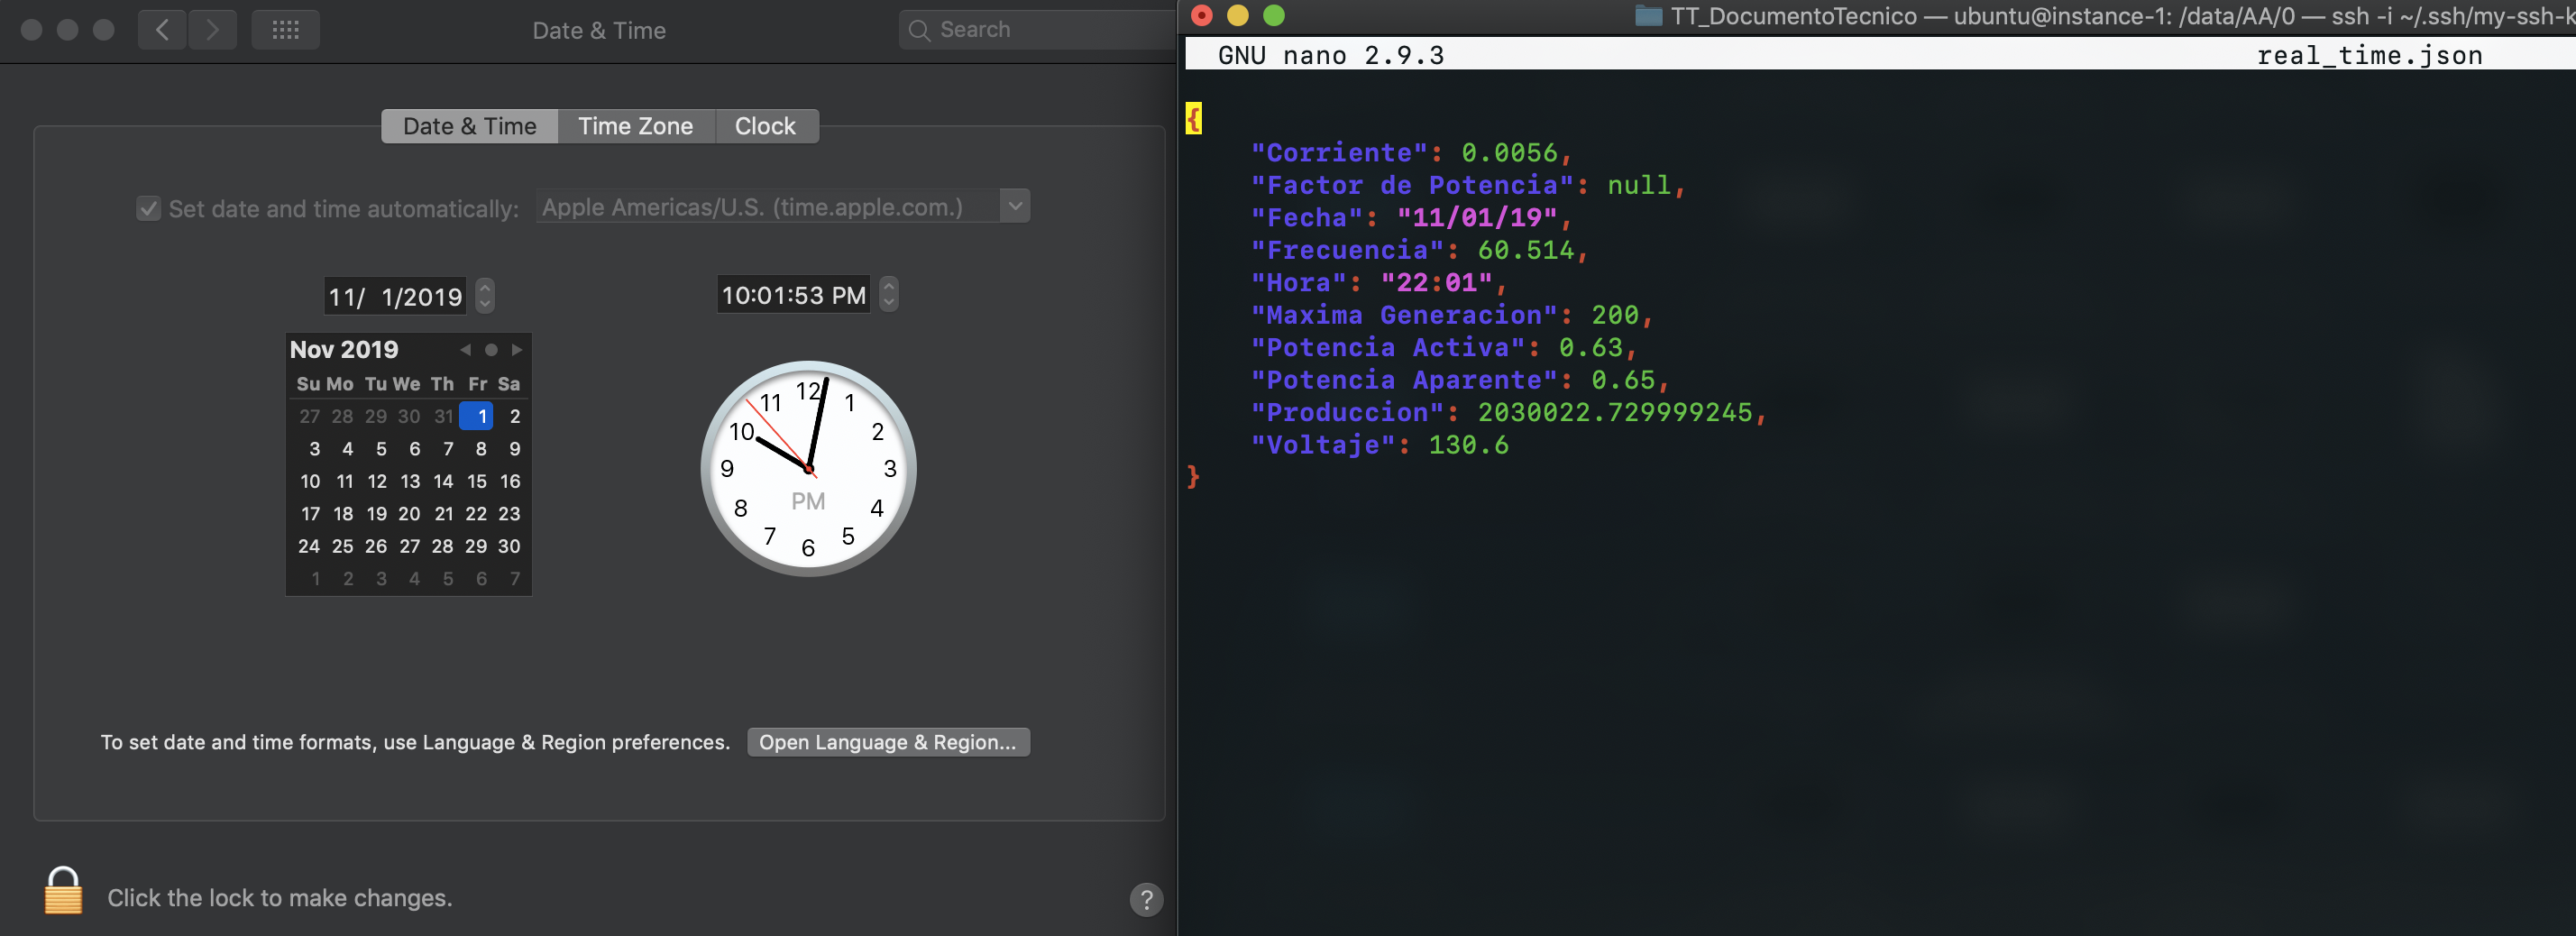 Date & Time
Search
Date & Time Time Zone Clock
Set date and time automatically: Apple Americas/U.S. (time.apple.com.)
11/ 1/2019
10:01:53 PM
Nov 2019
Su Mo Tu We Th Fr Sa
27 28 29 30 31 1 2
3 4 5 6 7 8 9
10 11 12 13 14 15 16
17 18 19 20 21 22 23
24 25 26 27 28 29 30
1 2 3 4 5 6 7
12
11 1
10 2
9 3
PM
8 4
7 5
6
To set date and time formats, use Language & Region preferences. Open Language & Region...
Click the lock to make changes.
?
TT_DocumentoTecnico — ubuntu@instance-1: /data/AA/0 — ssh -i ~/.ssh/my-ssh-k
GNU nano 2.9.3 real_time.json
{
"Corriente": 0.0056,
"Factor de Potencia": null,
"Fecha": "11/01/19",
"Frecuencia": 60.514,
"Hora": "22:01",
"Maxima Generacion": 200,
"Potencia Activa": 0.63,
"Potencia Aparente": 0.65,
"Produccion": 2030022.729999245,
"Voltaje": 130.6
}